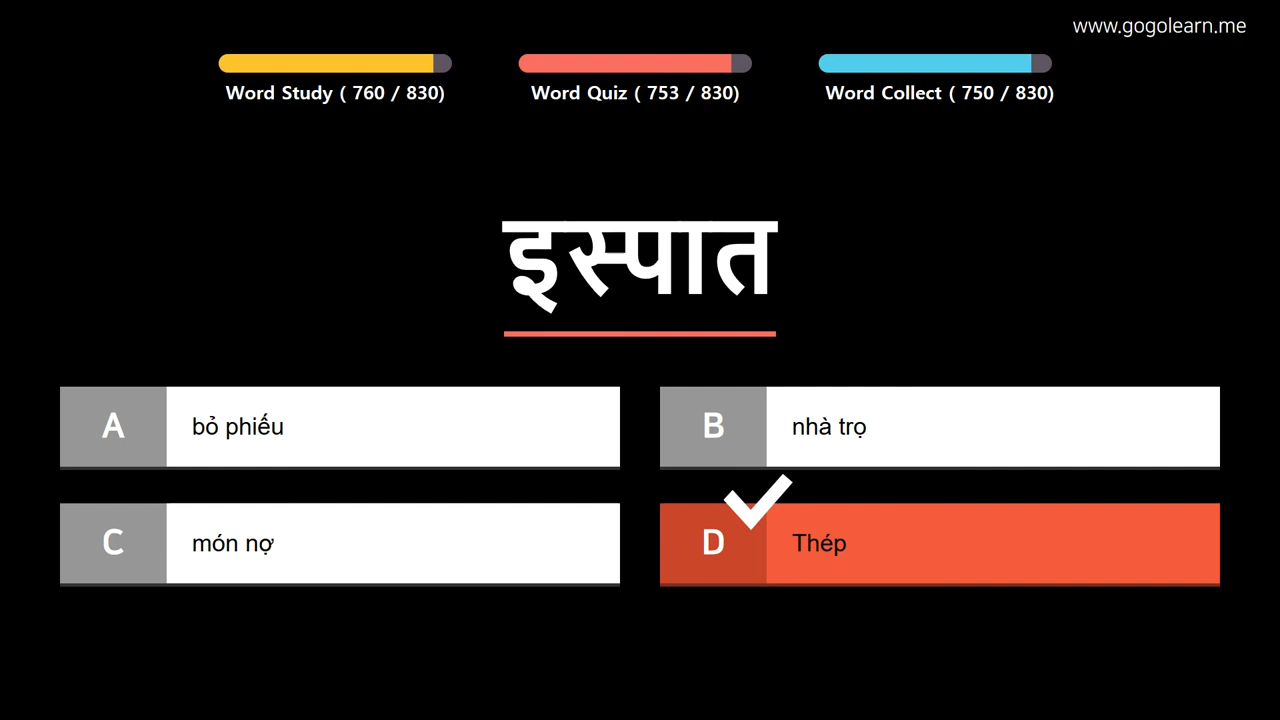 www.gogolearn.me
Word Study ( 760 / 830)
Word Quiz ( 753 / 830)
Word Collect ( 750 / 830)
इस्पात
A
bỏ phiếu
B
nhà trọ
C
món nợ
D
Thép